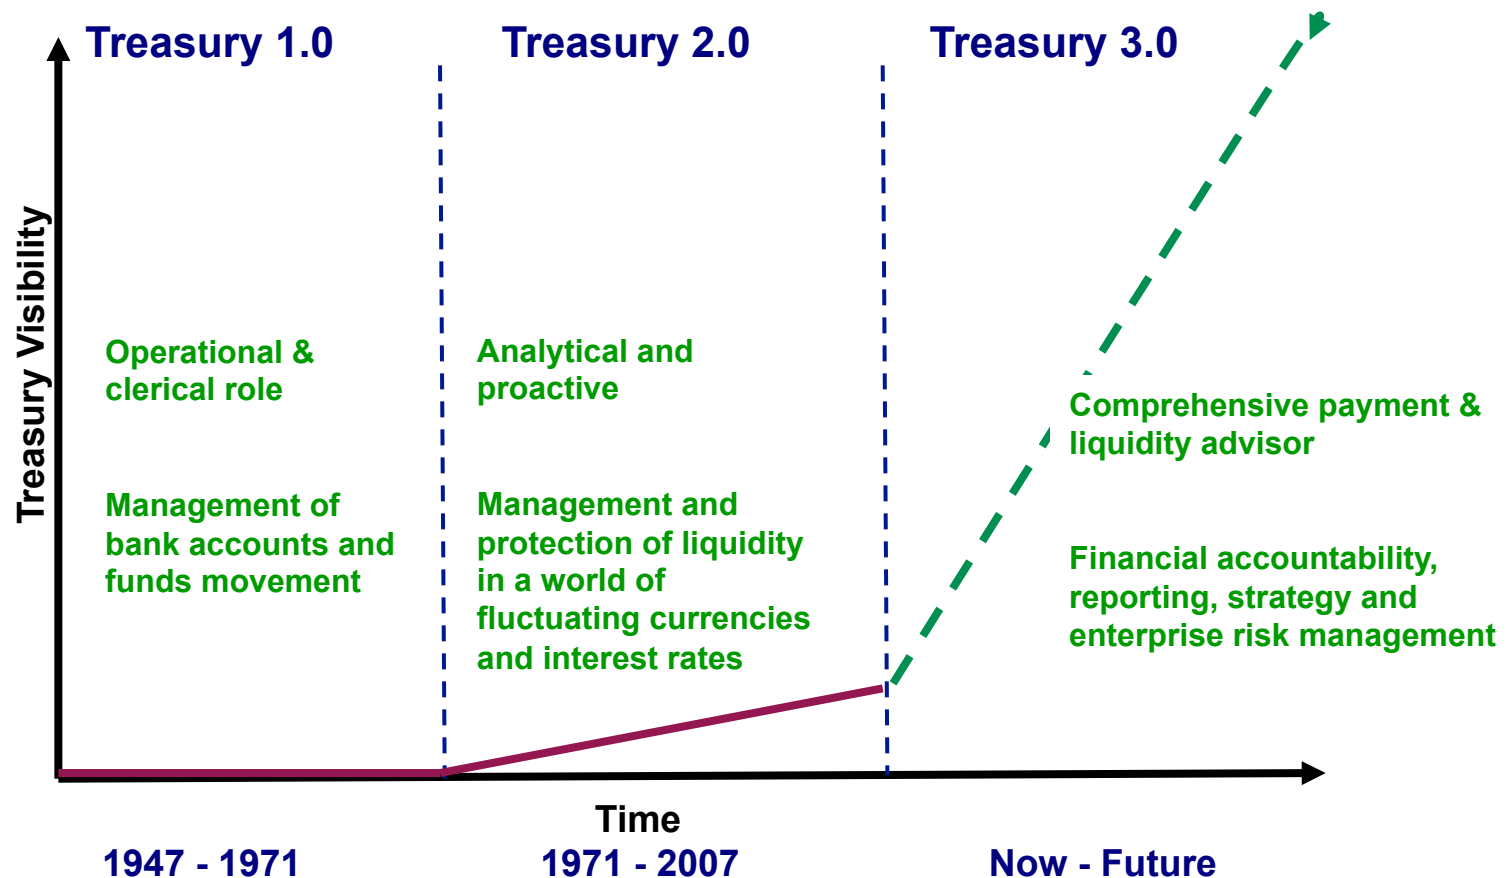 Treasury 1.0
Treasury 2.0
Treasury 3.0
Treasury Visibility
Operational &
clerical role
Management of
bank accounts and
funds movement
Analytical and
proactive
Management and
protection of liquidity
in a world of
fluctuating currencies
and interest rates
Comprehensive payment &
liquidity advisor
Financial accountability,
reporting, strategy and
enterprise risk management
Time
1947 - 1971
1971 - 2007
Now - Future